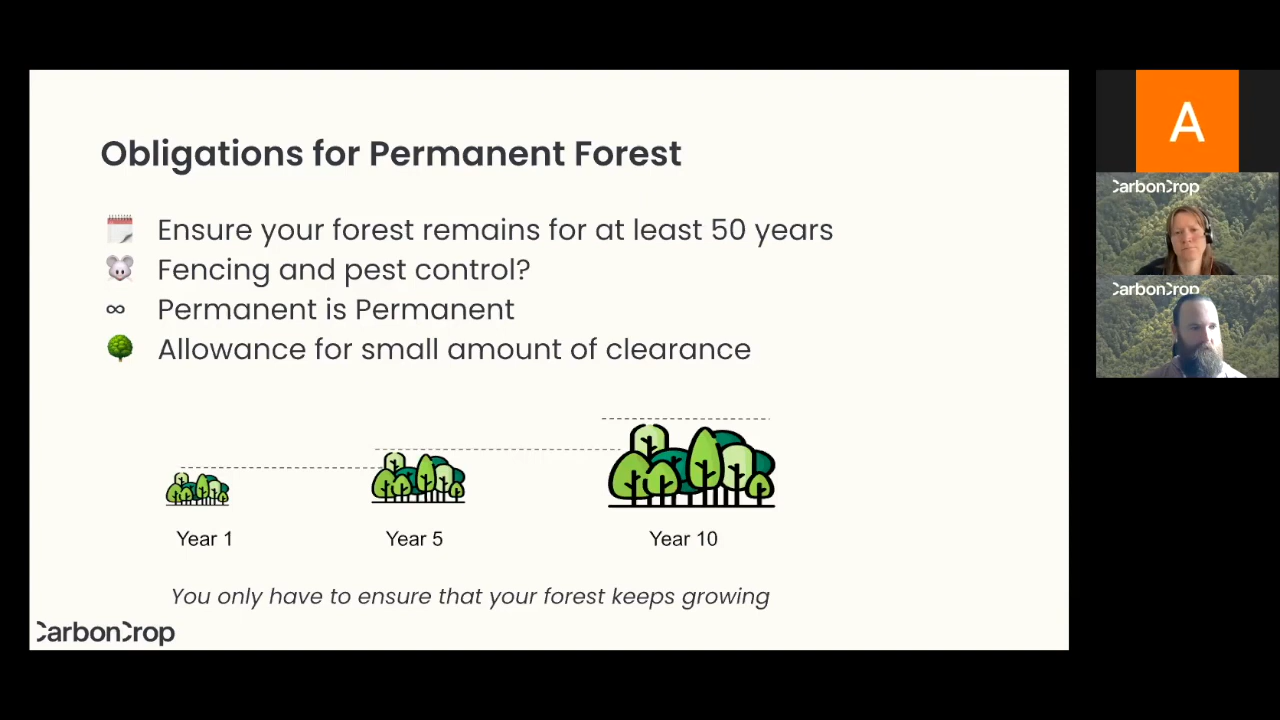 Obligations for Permanent Forest
Ensure your forest remains for at least 50 years
Fencing and pest control?
∞ Permanent is Permanent
Allowance for small amount of clearance
Year 1
Year 5
Year 10
You only have to ensure that your forest keeps growing
CarbonCrop
A
CarbonCrop
CarbonCrop